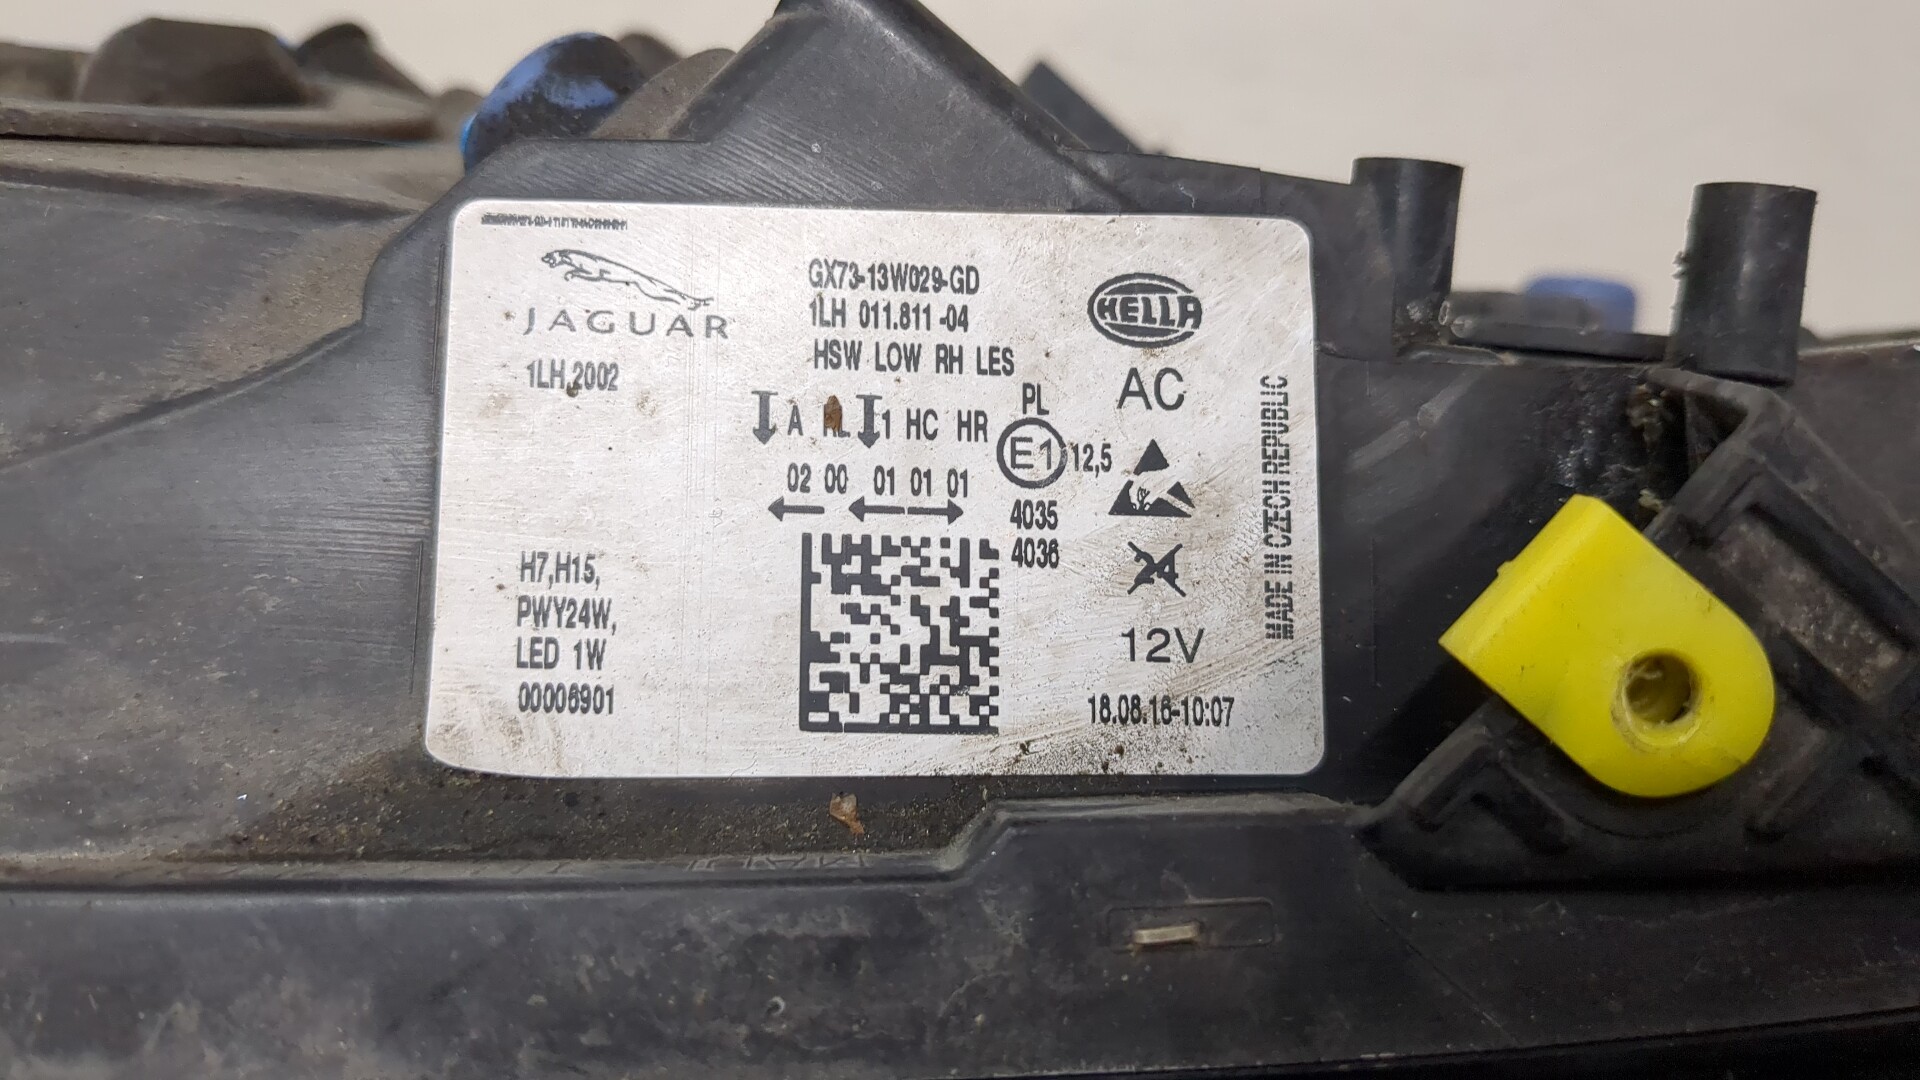 JAGUAR
1LH 2002
GX73-13W029-GD
1LH 011.811-04
HSW LOW RH LES
HELLA
AC
A RL 1 HC HR
PL
E1 12,5
02 00 01 01 01
4035
4036
24
12V
H7,H15,
PWY24W,
LED 1W
00006901
18.08.16-10:07
MADE IN CZECH REPUBLIC